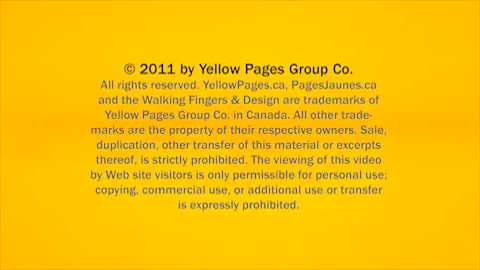 © 2011 by Yellow Pages Group Co.
All rights reserved. YellowPages.ca, PagesJaunes.ca
and the Walking Fingers & Design are trademarks of
Yellow Pages Group Co. in Canada. All other trade-
marks are the property of their respective owners. Sale,
duplication, other transfer of this material or excerpts
thereof, is strictly prohibited. The viewing of this video
by Web site visitors is only permissible for personal use;
copying, commercial use, or additional use or transfer
is expressly prohibited.